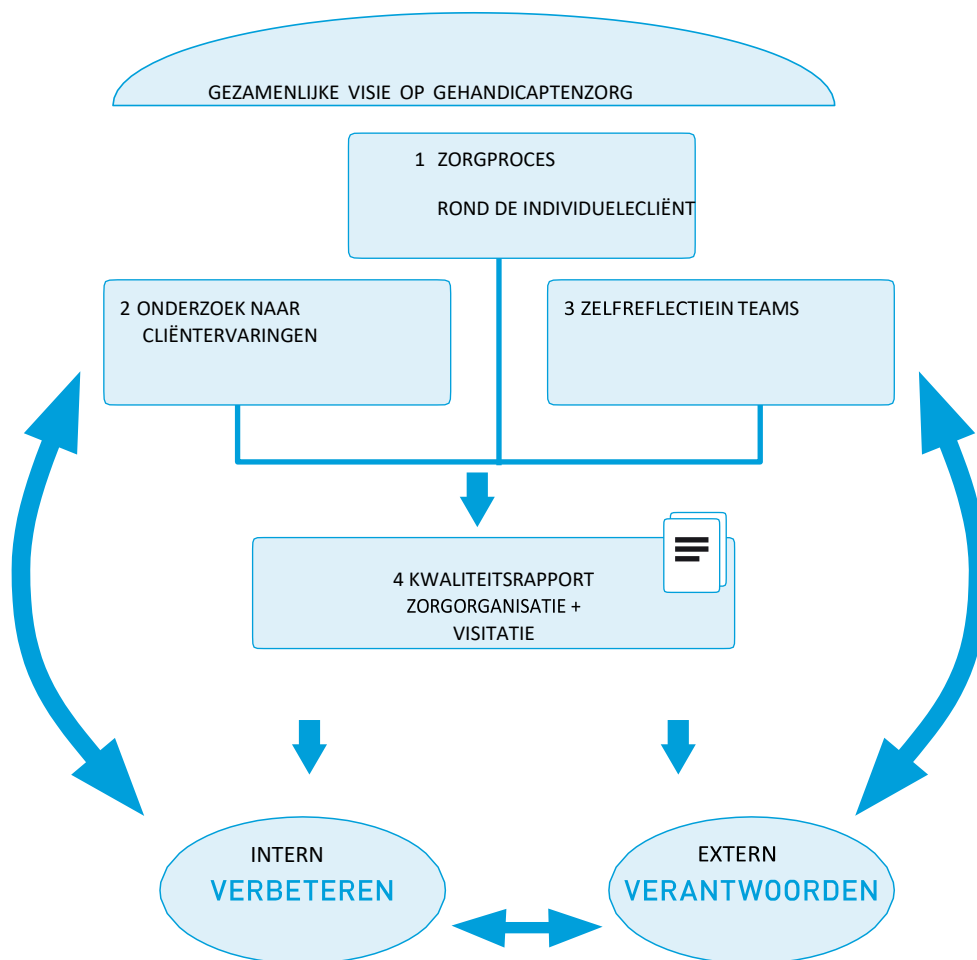 GEZAMENLIJKE VISIE OP GEHANDICAPTENZORG
1 ZORGPROCES
ROND DE INDIVIDUELECLIËNT
2 ONDERZOEK NAAR
CLIËNTERVARINGEN
3 ZELFREFLECTIEIN TEAMS
4 KWALITEITSRAPPORT
ZORGORGANISATIE +
VISITATIE
INTERN
VERBETEREN
EXTERN
VERANTWOORDEN